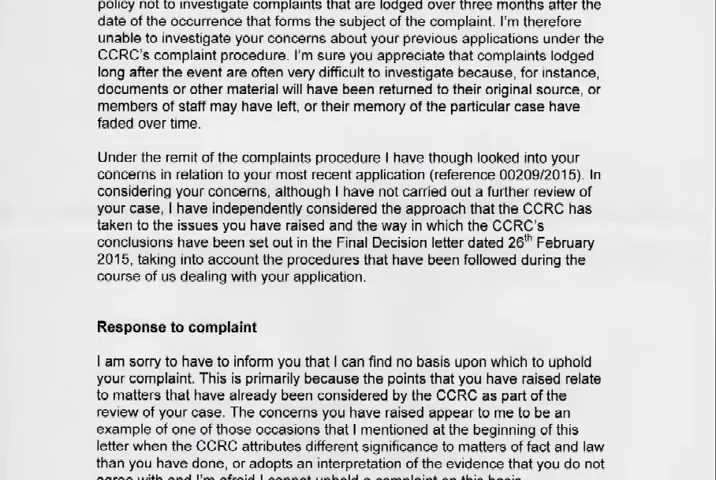 policy not to investigate complaints that are lodged over three months after the
date of the occurrence that forms the subject of the complaint. I'm therefore
unable to investigate your concerns about your previous applications under the
CCRC's complaint procedure. I'm sure you appreciate that complaints lodged
long after the event are often very difficult to investigate because, for instance,
documents or other material will have been returned to their original source, or
members of staff may have left, or their memory of the particular case have
faded over time.
Under the remit of the complaints procedure I have though looked into your
concerns in relation to your most recent application (reference 00209/2015). In
considering your concerns, although I have not carried out a further review of
your case, I have independently considered the approach that the CCRC has
taken to the issues you have raised and the way in which the CCRC's
conclusions have been set out in the Final Decision letter dated 26th February
2015, taking into account the procedures that have been followed during the
course of us dealing with your application.
Response to complaint
I am sorry to have to inform you that I can find no basis upon which to uphold
your complaint. This is primarily because the points that you have raised relate
to matters that have already been considered by the CCRC as part of the
review of your case. The concerns you have raised appear to me to be an
example of one of those occasions that I mentioned at the beginning of this
letter when the CCRC attributes different significance to matters of fact and law
than you have done, or adopts an interpretation of the evidence that you do not
agree with and I'm afraid I cannot uphold a complaint on this basis.